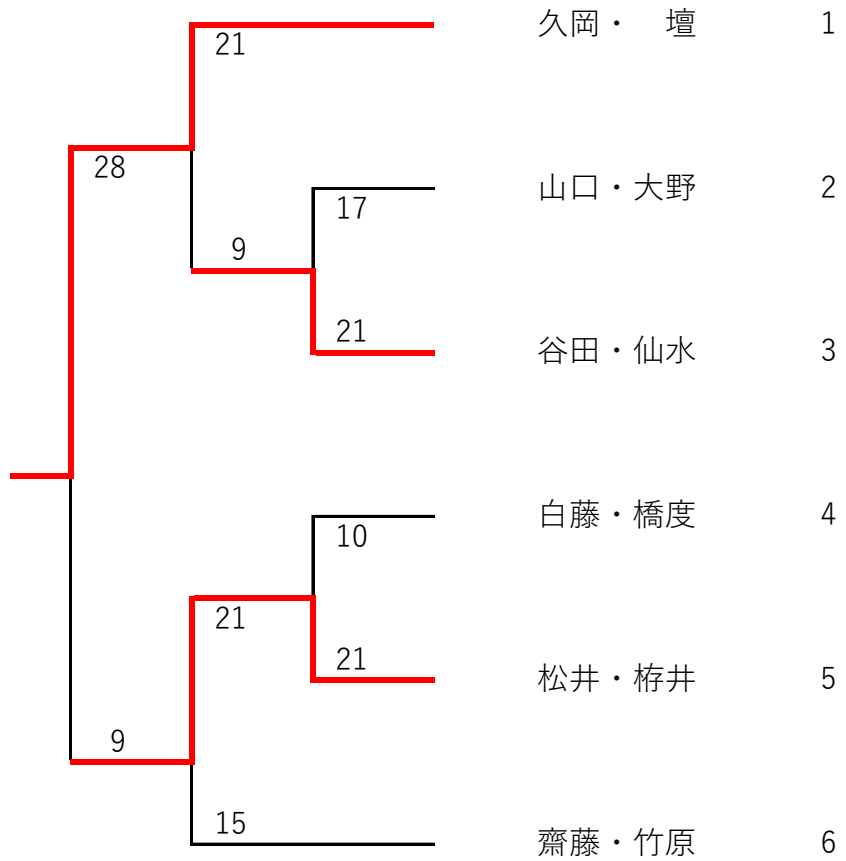 21 久岡・　壇 1
28
17 山口・大野 2
9
21 谷田・仙水 3
10 白藤・橋度 4
21
21 松井・栫井 5
9
15 齋藤・竹原 6